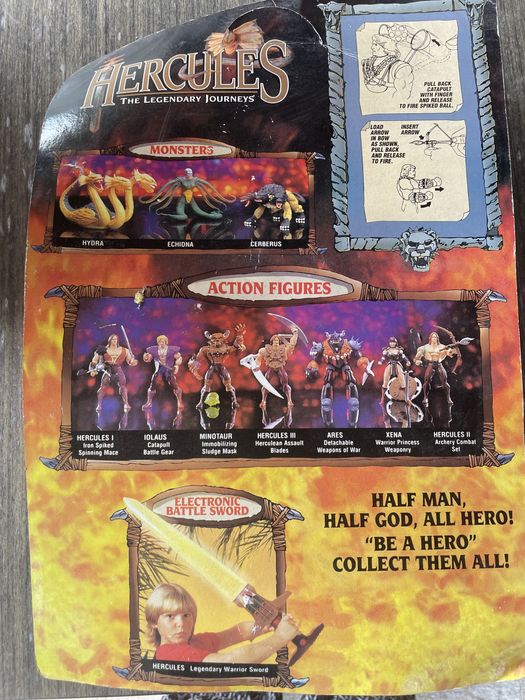 HERCULES
THE LEGENDARY JOURNEYS
PULL BACK
CATAPULT
WITH FINGER
AND RELEASE
TO FIRE SPIKED BALL.
LOAD
ARROW
IN BOW
AS SHOWN,
PULL BACK
AND RELEASE
TO FIRE.
INSERT
ARROW
MONSTERS
HYDRA
ECHIDNA
CERBERUS
ACTION FIGURES
HERCULES I
Iron Spiked
Spinning Mace
IOLAUS
Catapult
Battle Gear
MINOTAUR
Immobilizing
Sludge Mask
HERCULES III
Herculean Assault
Blades
ARES
Detachable
Weapons of War
XENA
Warrior Princess
Weaponry
HERCULES II
Archery Combat
Set
ELECTRONIC
BATTLE SWORD
HERCULES Legendary Warrior Sword
HALF MAN,
HALF GOD, ALL HERO!
"BE A HERO"
COLLECT THEM ALL!